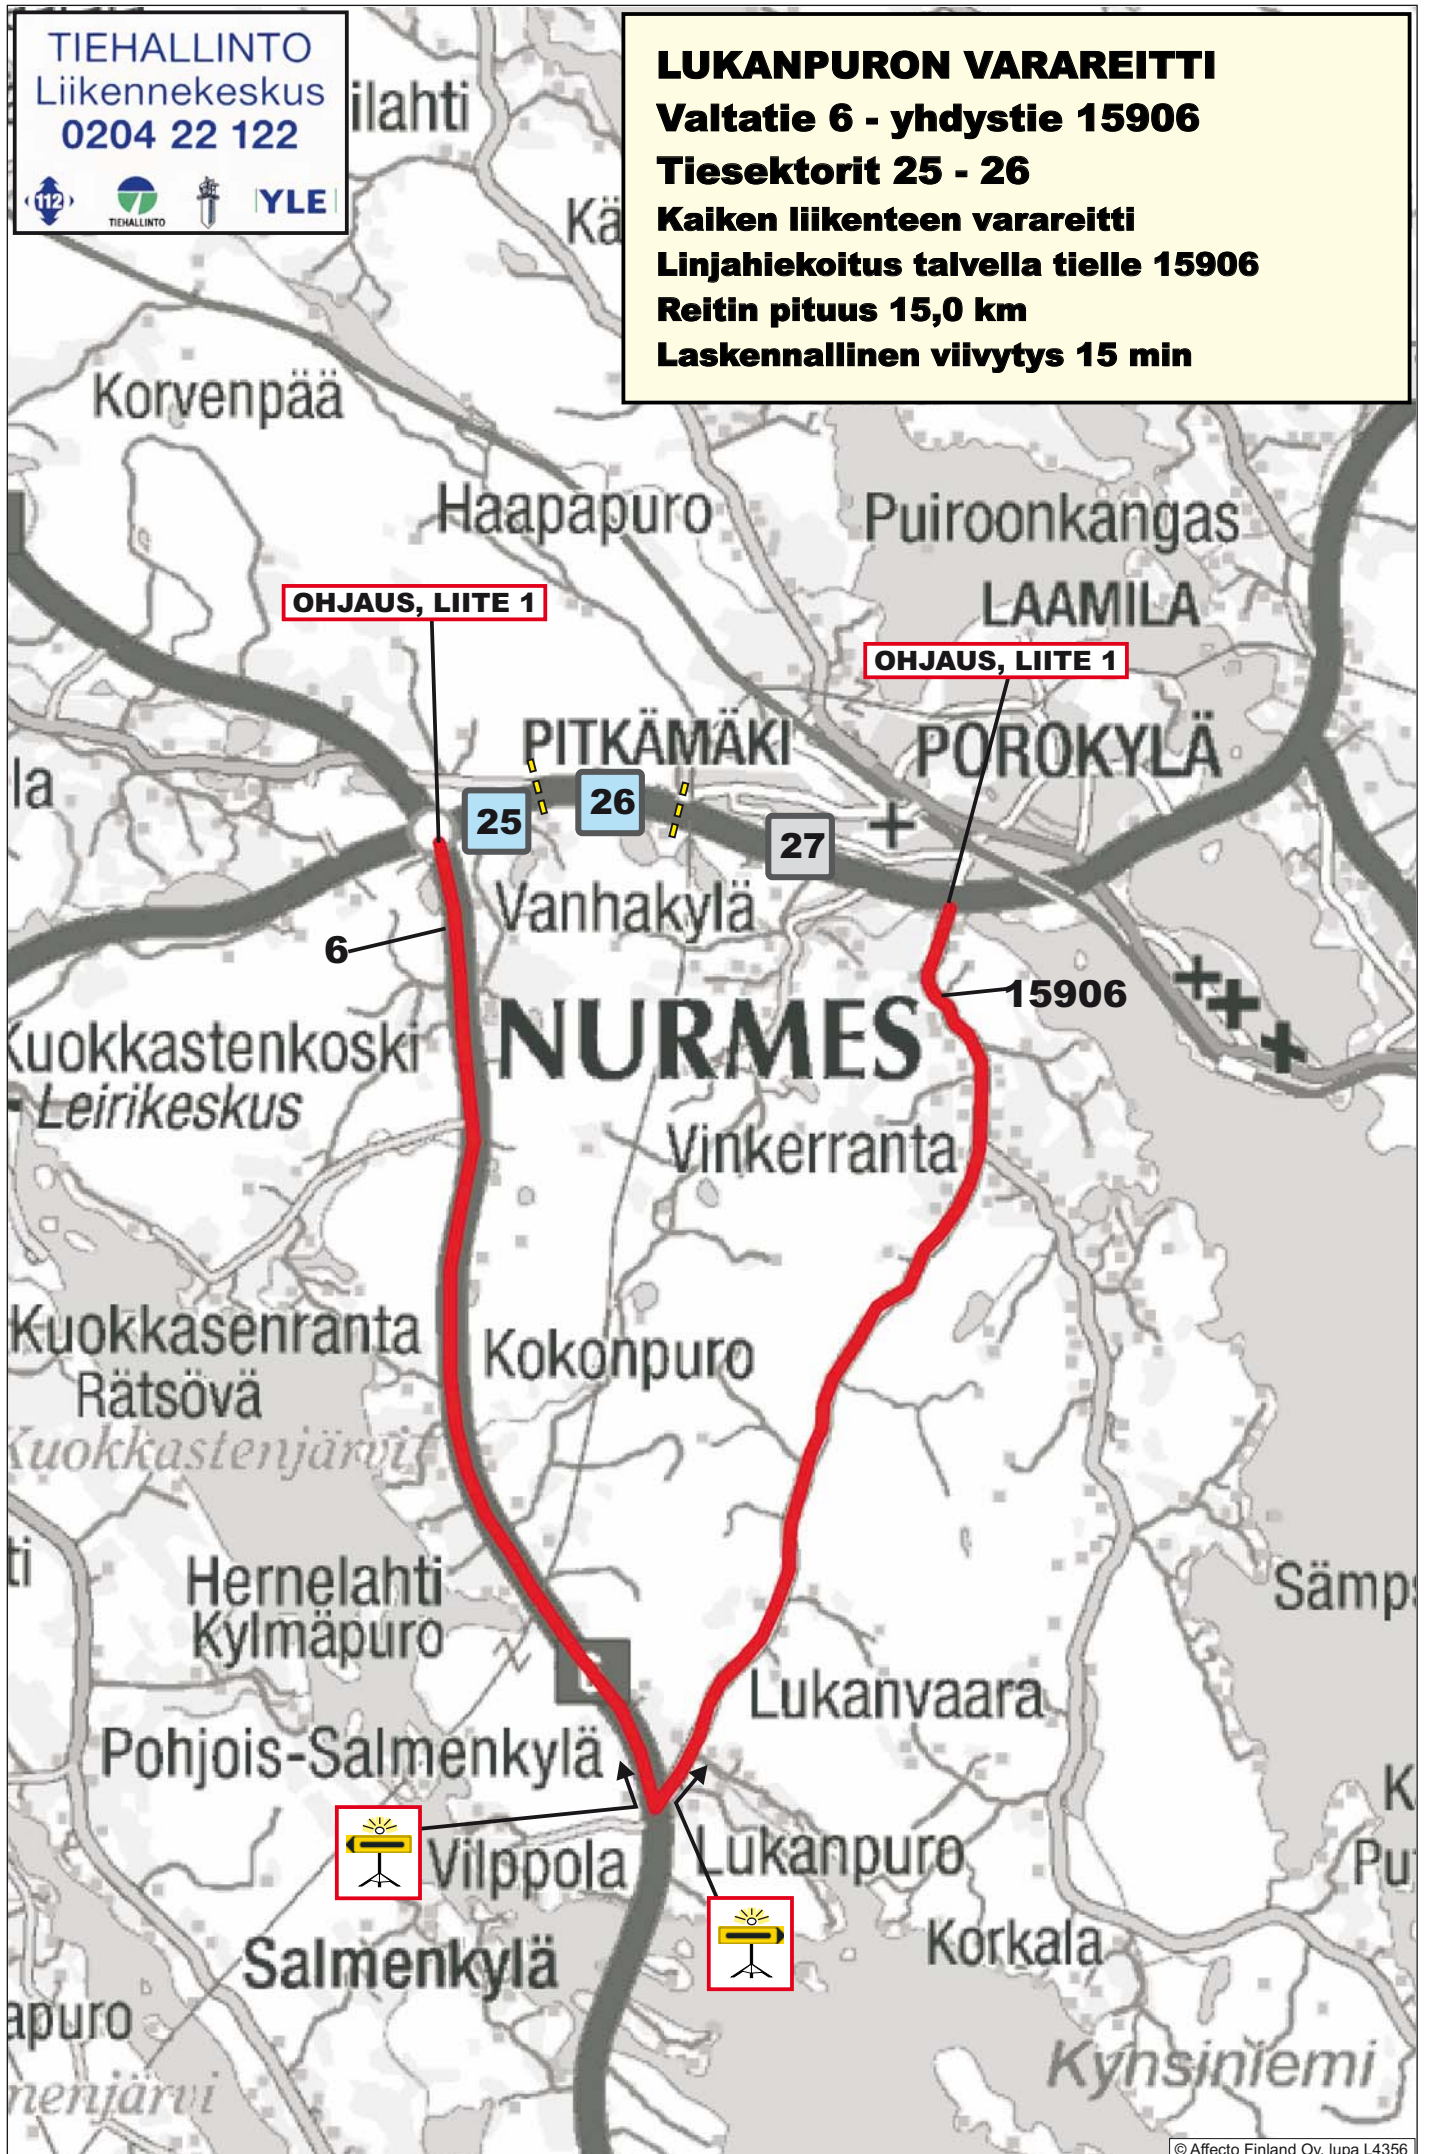 TIEHALLINTO
Liikennekeskus
0204 22 122
112
TIEHALLINTO
YLE
LUKANPURON VARAREITTI
Valtatie 6 - yhdystie 15906
Tiesektorit 25 - 26
Kaiken liikenteen varareitti
Linjahiekoitus talvella tielle 15906
Reitin pituus 15,0 km
Laskennallinen viivytys 15 min
ilahti
Kä
Korvenpää
Haapapuro
Puiroonkangas
LAAMILA
OHJAUS, LIITE 1
OHJAUS, LIITE 1
PITKÄMÄKI
POROKYLÄ
la
25
26
27
Vanhakylä
6
15906
NURMES
Kuokkastenkoski
Leirikeskus
Vinkerranta
Kuokkasenranta
Rätsövä
Kokonpuro
Kuokkastenjärvi
ti
Hernelahti
Kylmäpuro
Sämps
Lukanvaara
Pohjois-Salmenkylä
K
Vilppola
Lukanpuro
Pu
Korkala
Salmenkylä
apuro
Kynsiniemi
nenjärvi
© Affecto Finland Oy, lupa L4356